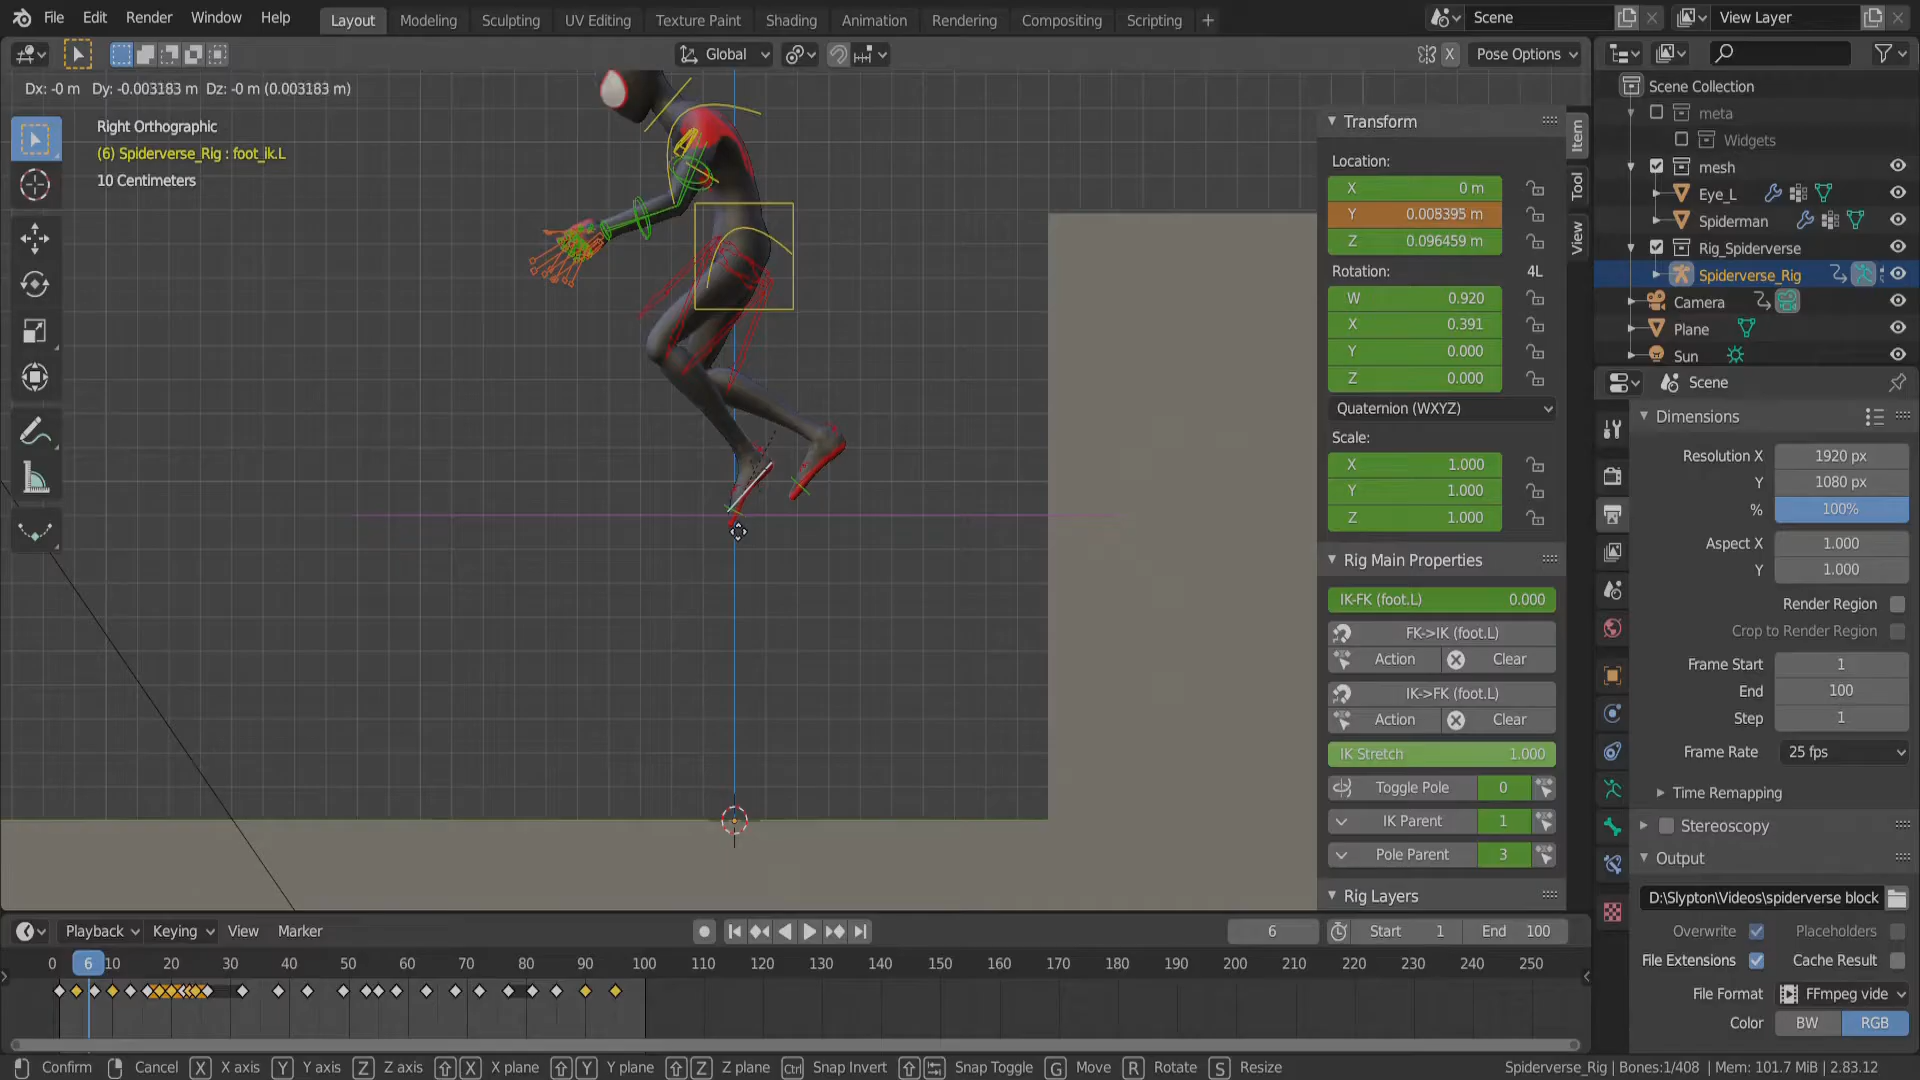 File Edit Render Window Help Layout Modeling Sculpting UV Editing Texture Paint Shading Animation Rendering Compositing Scripting + Scene View Layer
Global X Pose Options
Dx: -0 m Dy: -0.003183 m Dz: -0 m (0.003183 m)
Right Orthographic
(6) Spiderverse_Rig : foot_ik.L
10 Centimeters
Transform
Location:
X 0 m
Y 0.008395 m
Z 0.096459 m
Rotation: 4L
W 0.920
X 0.391
Y 0.000
Z 0.000
Quaternion (WXYZ)
Scale:
X 1.000
Y 1.000
Z 1.000
Rig Main Properties
IK-FK (foot.L) 0.000
FK->IK (foot.L)
Action Clear
IK->FK (foot.L)
Action Clear
IK Stretch 1.000
Toggle Pole 0
IK Parent 1
Pole Parent 3
Rig Layers
Item
Tool
View
Scene Collection
meta
Widgets
mesh
Eye_L
Spiderman
Rig_Spiderverse
Spiderverse_Rig
Camera
Plane
Sun
Scene
Dimensions
Resolution X 1920 px
Y 1080 px
% 100%
Aspect X 1.000
Y 1.000
Render Region
Crop to Render Region
Frame Start 1
End 100
Step 1
Frame Rate 25 fps
Time Remapping
Stereoscopy
Output
D:\Slypton\Videos\spiderverse block
Overwrite Placeholders
File Extensions Cache Result
File Format FFmpeg vide
Color BW RGB
Playback Keying View Marker 6 Start 1 End 100
0 6 10 20 30 40 50 60 70 80 90 100 110 120 130 140 150 160 170 180 190 200 210 220 230 240 250
Confirm Cancel X X axis Y Y axis Z Z axis X X plane Y Y plane Z Z plane Ctrl Snap Invert Snap Toggle G Move R Rotate S Resize Spiderverse_Rig | Bones:1/408 | Mem: 101.7 MiB | 2.83.12